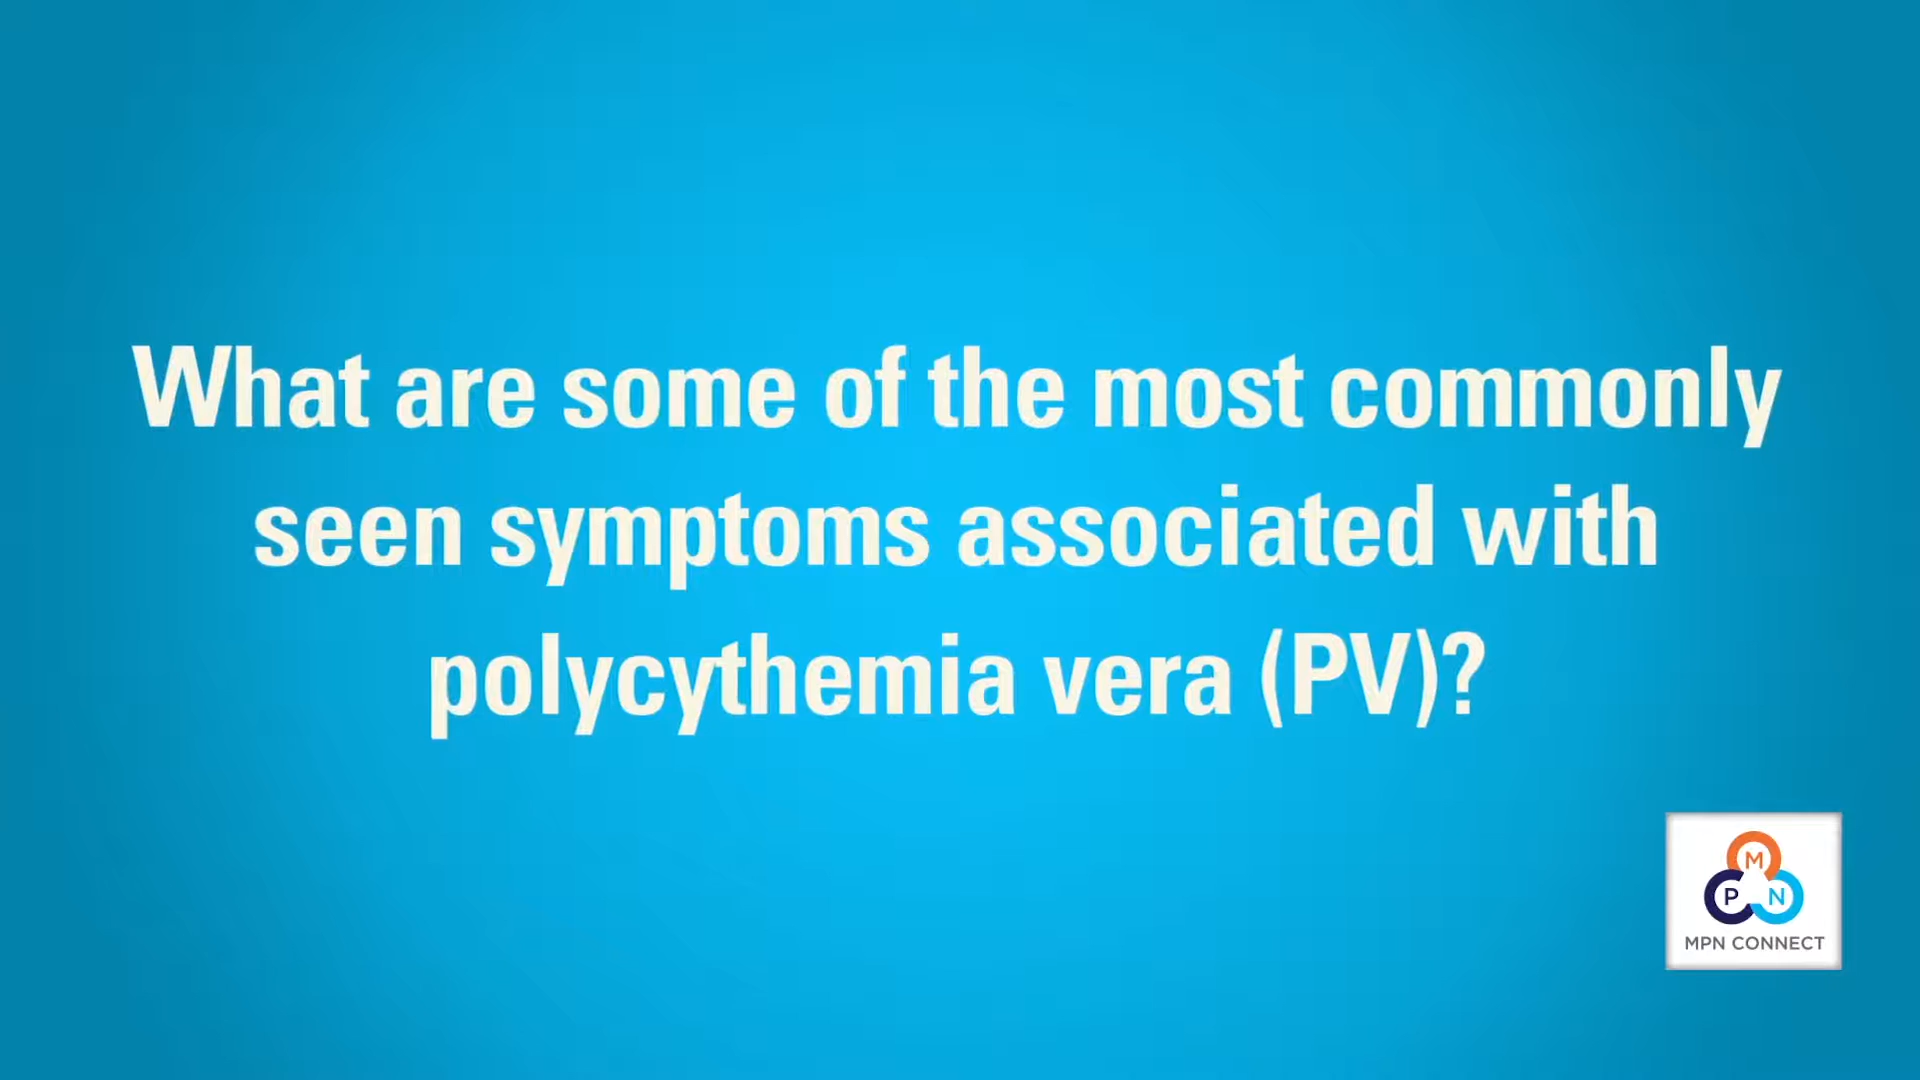 What are some of the most commonly
seen symptoms associated with
polycythemia vera (PV)?
M
P N
MPN CONNECT